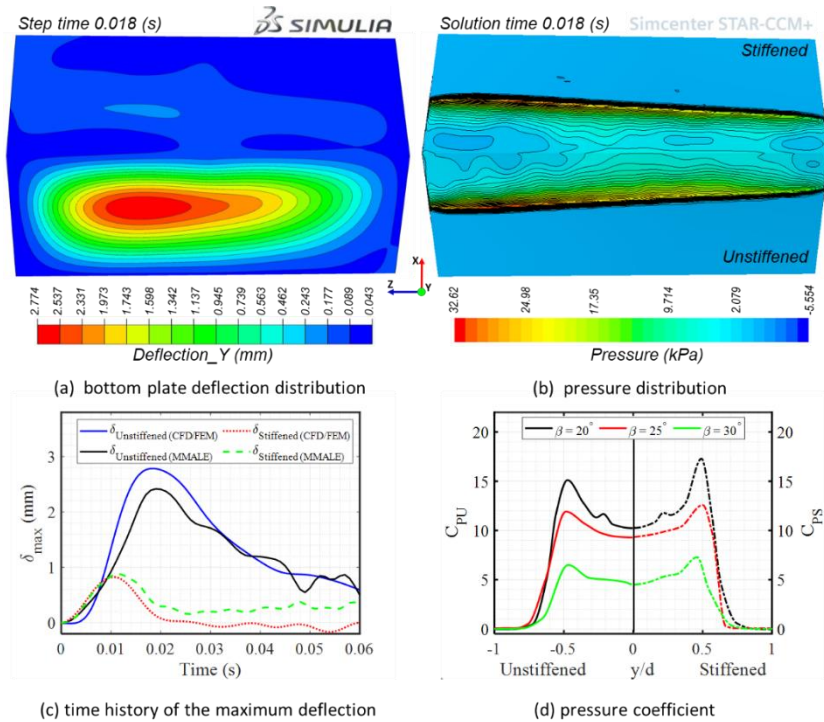 Step time 0.018 (s)
SIMULIA
Solution time 0.018 (s)
Simcenter STAR-CCM+
Stiffened
Unstiffened
X
Z
Y
2.774
2.537
2.331
1.973
1.743
1.598
1.342
1.137
0.945
0.739
0.563
0.462
0.243
0.177
0.089
0.043
Deflection_Y (mm)
32.62
24.98
17.35
9.714
2.079
-5.554
Pressure (kPa)
(a) bottom plate deflection distribution
(b) pressure distribution
δUnstiffened (CFD/FEM)
δStiffened (CFD/FEM)
δUnstiffened (MMALE)
δStiffened (MMALE)
δmax (mm)
3
2
1
0
0 0.01 0.02 0.03 0.04 0.05 0.06
Time (s)
β = 20°
β = 25°
β = 30°
CPU
20
15
10
5
0
CPS
20
15
10
5
0
-1 -0.5 0 0.5 1
Unstiffened y/d Stiffened
(c) time history of the maximum deflection
(d) pressure coefficient